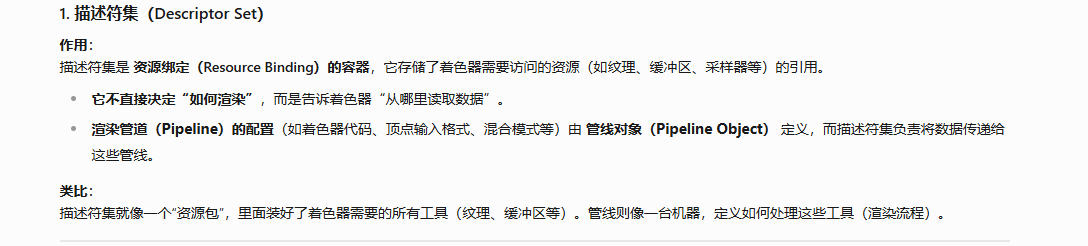 1. 描述符集（Descriptor Set）
作用：
描述符集是 资源绑定（Resource Binding）的容器，它存储了着色器需要访问的资源（如纹理、缓冲区、采样器等）的引用。
• 它不直接决定“如何渲染”，而是告诉着色器“从哪里读取数据”。
• 渲染管道（Pipeline）的配置（如着色器代码、顶点输入格式、混合模式等）由 管线对象（Pipeline Object） 定义，而描述符集负责将数据传递给
这些管线。
类比：
描述符集就像一个“资源包”，里面装好了着色器需要的所有工具（纹理、缓冲区等）。管线则像一台机器，定义如何处理这些工具（渲染流程）。